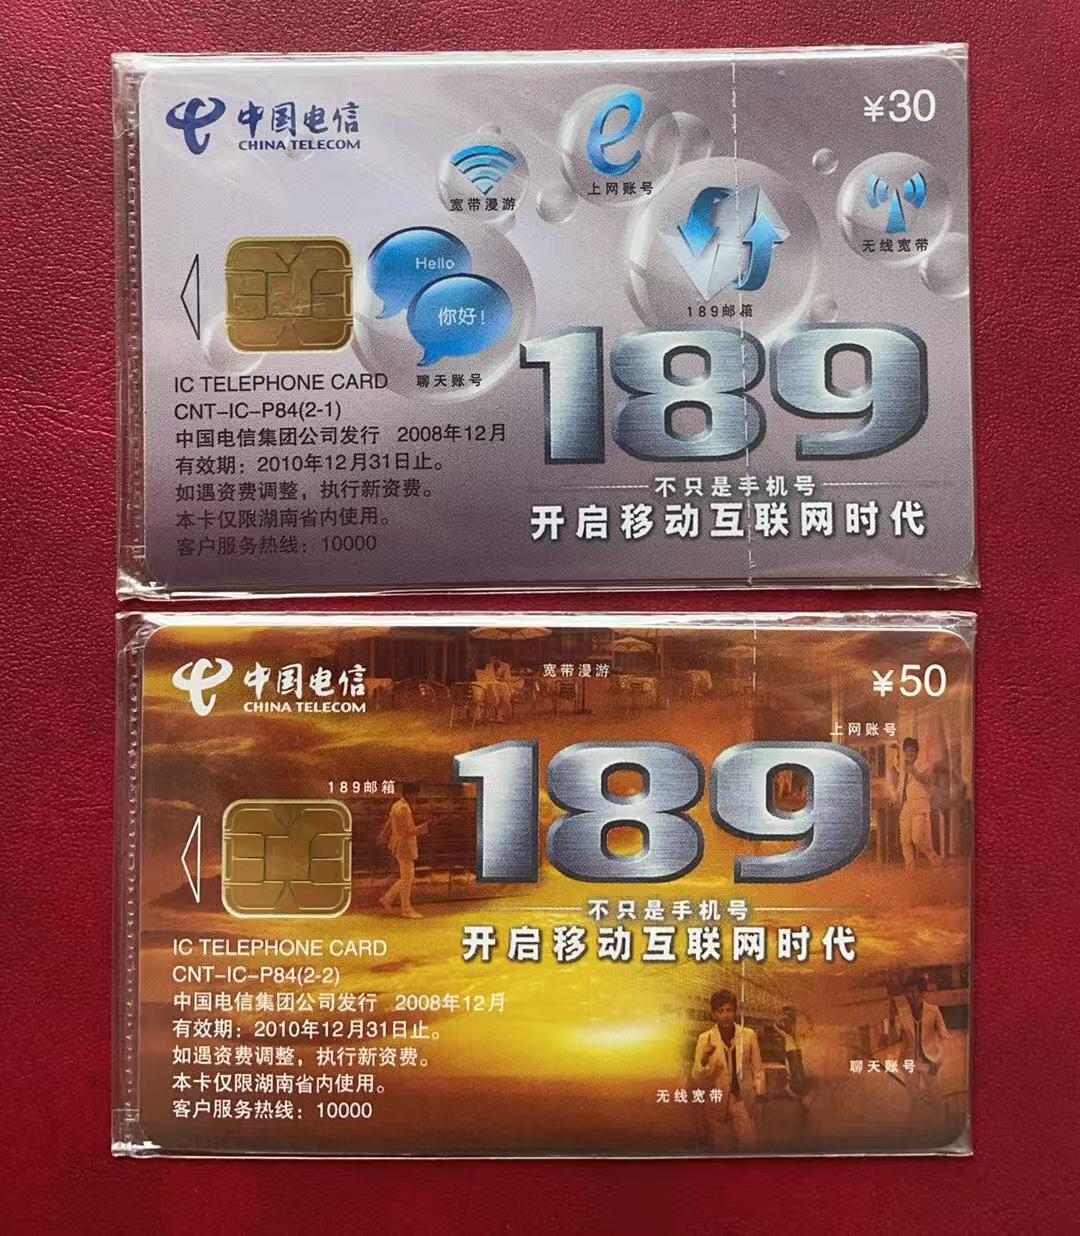 中国电信
CHINA TELECOM
¥30
宽带漫游
上网账号
无线宽带
Hello
你好！
189邮箱
聊天账号
189
IC TELEPHONE CARD
CNT-IC-P84(2-1)
中国电信集团公司发行 2008年12月
有效期：2010年12月31日止。
如遇资费调整，执行新资费。
本卡仅限湖南省内使用。
客户服务热线：10000
不只是手机号
开启移动互联网时代
中国电信
CHINA TELECOM
宽带漫游
¥50
上网账号
189邮箱
189
不只是手机号
开启移动互联网时代
IC TELEPHONE CARD
CNT-IC-P84(2-2)
中国电信集团公司发行 2008年12月
有效期：2010年12月31日止。
如遇资费调整，执行新资费。
本卡仅限湖南省内使用。
客户服务热线：10000
聊天账号
无线宽带